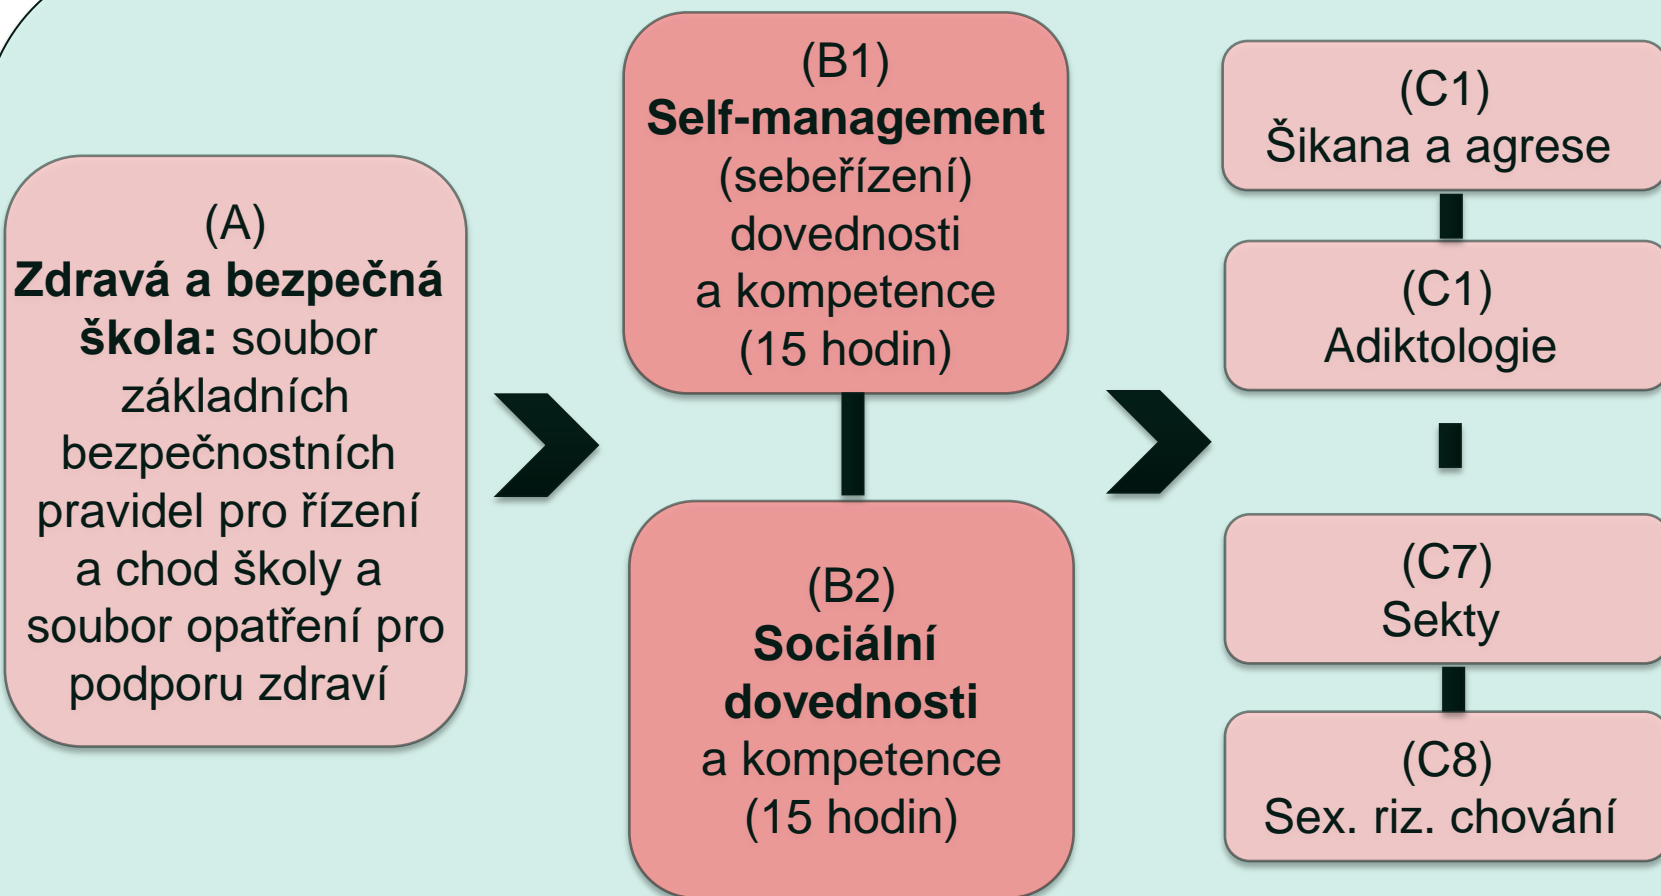 (A)
Zdravá a bezpečná
škola: soubor
základních
bezpečnostních
pravidel pro řízení
a chod školy a
soubor opatření pro
podporu zdraví
(B1)
Self-management
(sebeřízení)
dovednosti
a kompetence
(15 hodin)
(B2)
Sociální
dovednosti
a kompetence
(15 hodin)
(C1)
Šikana a agrese
(C1)
Adiktologie
(C7)
Sekty
(C8)
Sex. riz. chování